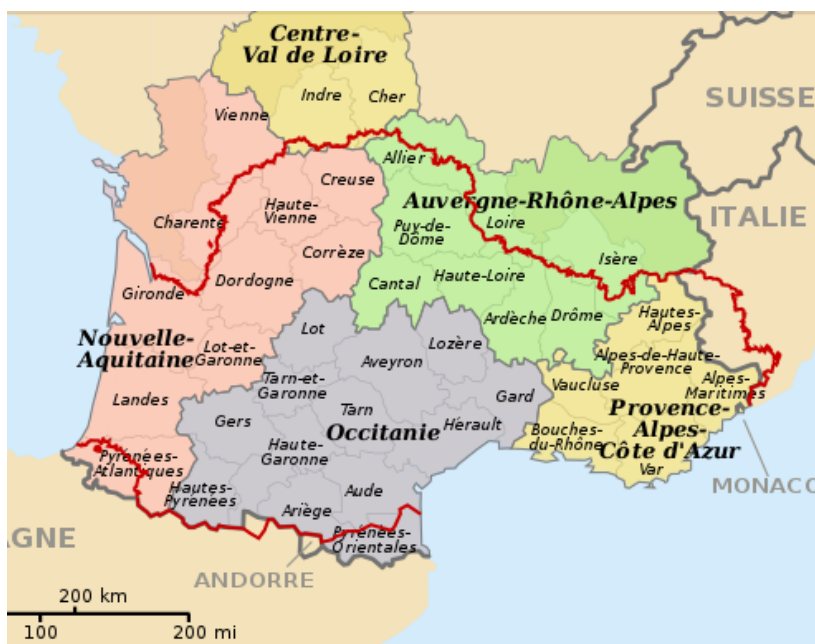 Centre-
Val de Loire
Indre
Cher
SUISSE
Vienne
Allier
Creuse
Auvergne-Rhône-Alpes
ITALIE
Haute-
Vienne
Charente
Puy-de-
Dôme
Loire
Corrèze
Isère
Dordogne
Cantal
Haute-Loire
Gironde
Ardèche
Drôme
Hautes-
Alpes
Lot
Lozère
Nouvelle-
Aquitaine
Lot-et-
Garonne
Aveyron
Alpes-de-Haute-
Provence
Vaucluse
Alpes-
Maritimes
Landes
Tarn-et-
Garonne
Gard
Gers
Tarn
Hérault
Occitanie
Bouches-
du-Rhône
Provence-
Alpes-
Côte d'Azur
Pyrénées-
Atlantiques
Haute-
Garonne
Var
Hautes-
Pyrénées
Aude
MONACO
Ariège
Pyrénées-
Orientales
AGNE
ANDORRE
200 km
100
200 mi